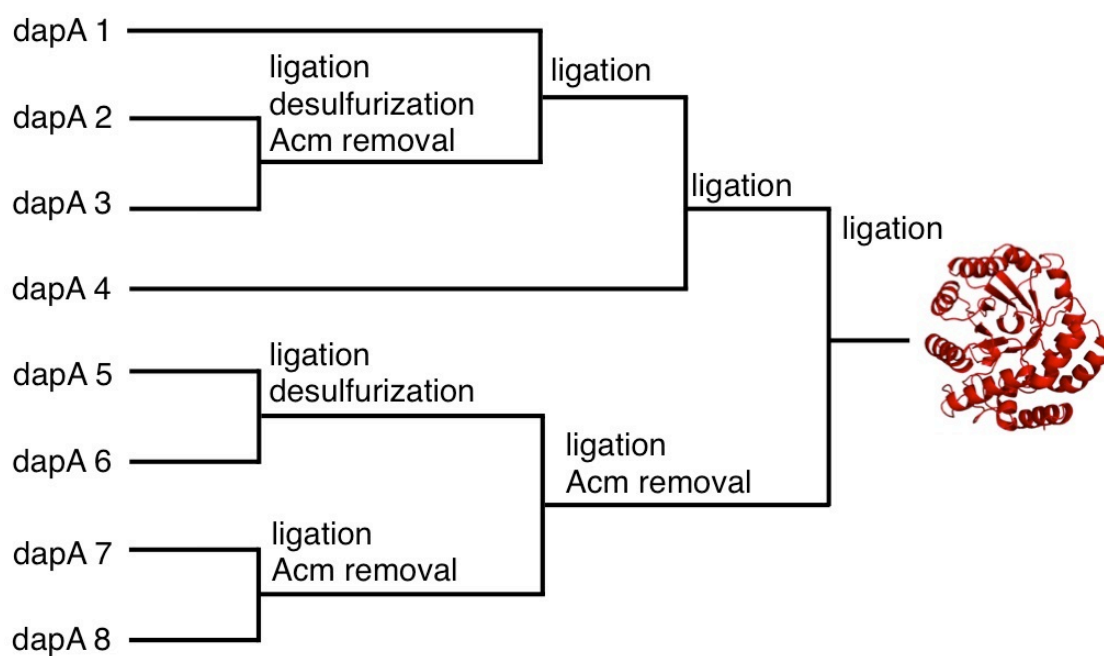 dapA 1
ligation
desulfurization
Acm removal
ligation
dapA 2
dapA 3
ligation
ligation
dapA 4
dapA 5
ligation
desulfurization
dapA 6
ligation
Acm removal
dapA 7
ligation
Acm removal
dapA 8